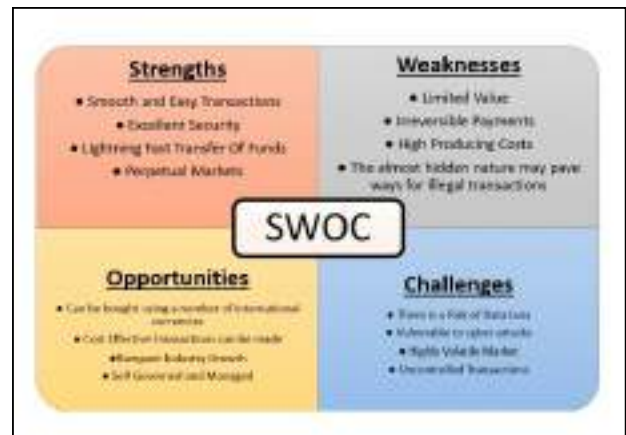 Strengths
● Smooth and Easy Transactions
● Excellent Security
● Lightning Fast Transfer Of Funds
● Perpetual Markets
Weaknesses
● Limited Value
● Irreversible Payments
● High Producing Costs
● The almost hidden nature may pave
ways for illegal transactions
SWOC
Opportunities
● Can be bought using a number of international
currencies
● Cost Effective transactions can be made
● Rampant Industry Growth
● Self Governed and Managed
Challenges
● There is a Risk of Data Loss
● Vulnerable to cyber attacks
● Highly Volatile Market
● Uncontrolled Transactions